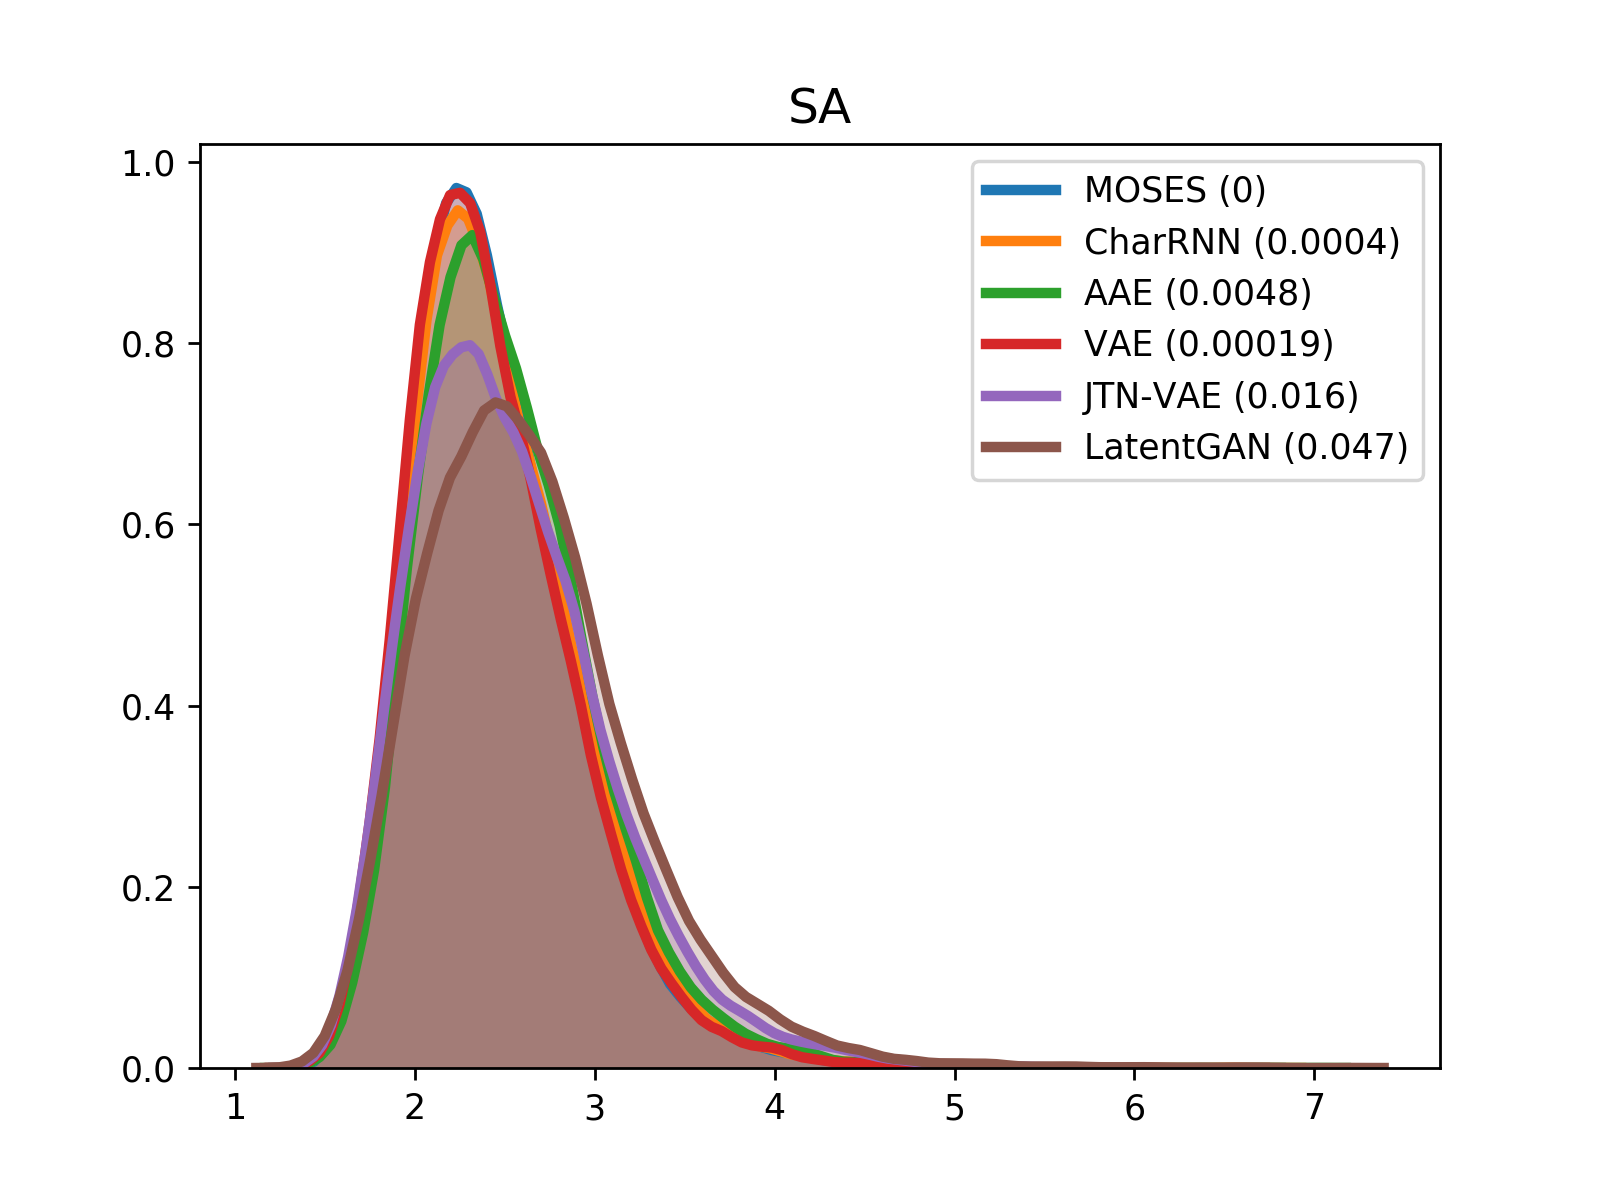 SA
1.0
0.8
0.6
0.4
0.2
0.0
1 2 3 4 5 6 7
MOSES (0)
CharRNN (0.0004)
AAE (0.0048)
VAE (0.00019)
JTN-VAE (0.016)
LatentGAN (0.047)